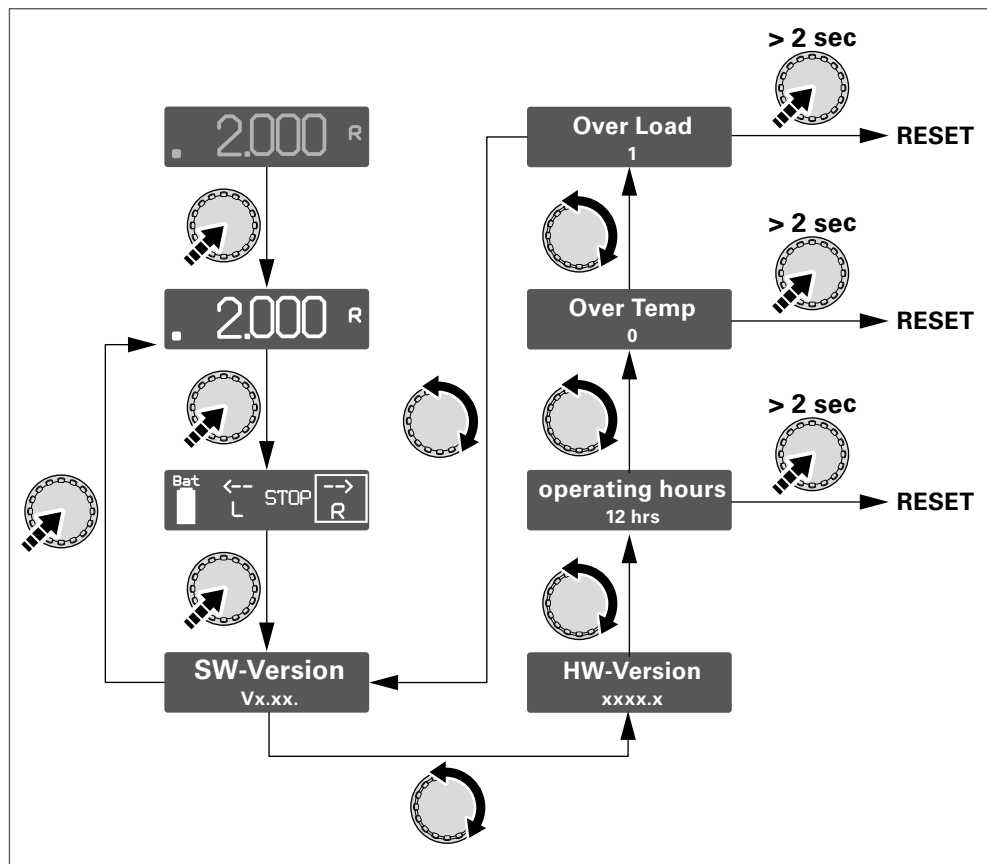 2.000 R
2.000 R
Bat
<-- STOP -->
L R
SW-Version
Vx.xx.
> 2 sec
Over Load
1
RESET
> 2 sec
Over Temp
0
RESET
> 2 sec
operating hours
12 hrs
RESET
HW-Version
xxxx.x